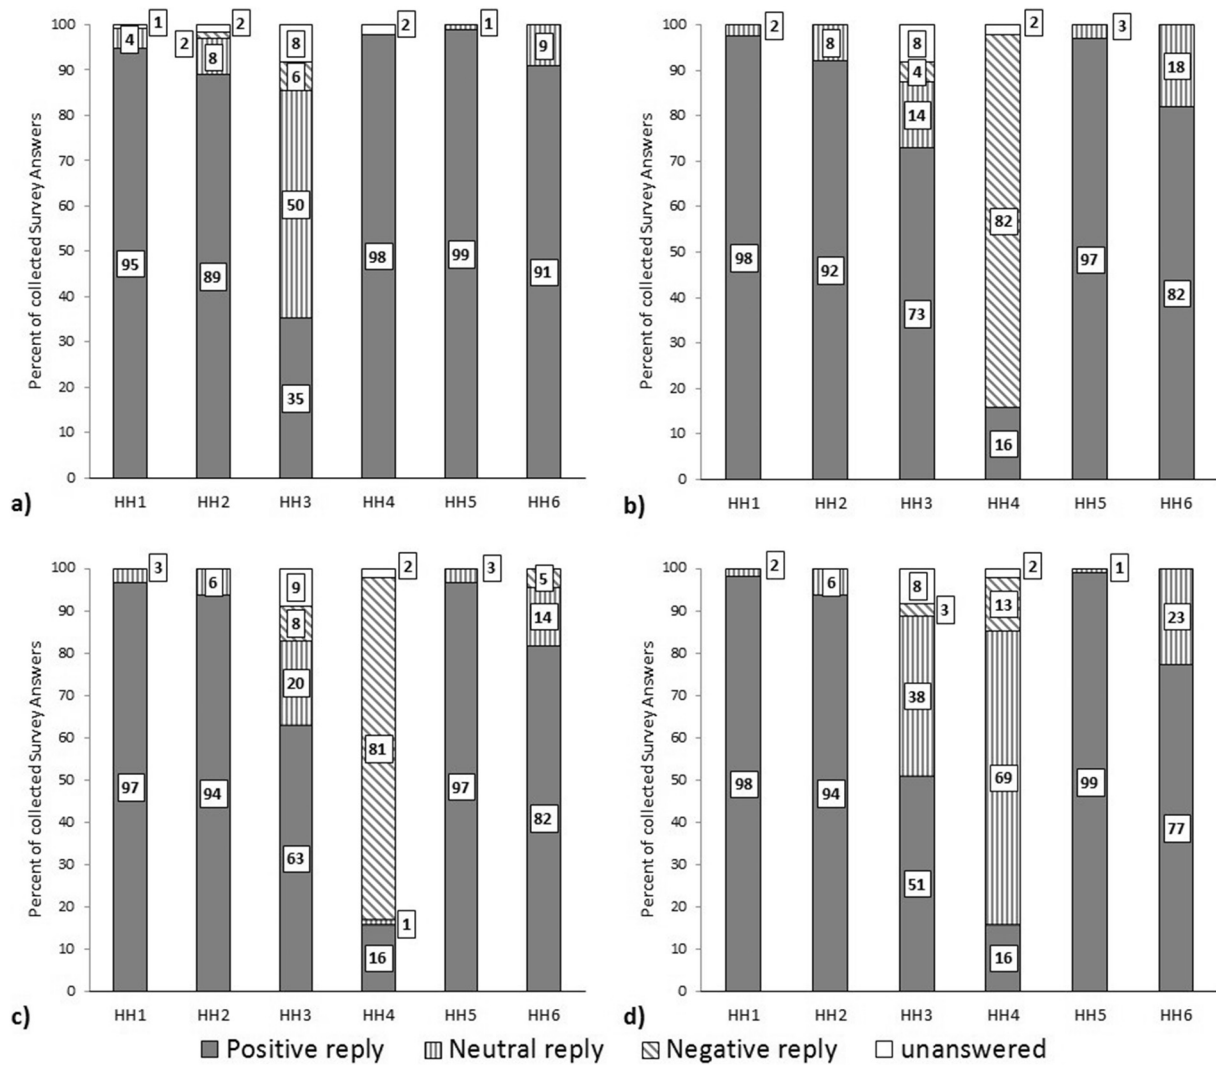 100 1 2 8 2 1 9
90 4 2 8 6
80
70
60 50
50 95 89 98 99 91
40
30
20 35
10
0
Percent of collected Survey Answers
a) HH1 HH2 HH3 HH4 HH5 HH6
100 2 8 8 2 3 18
90 4
80 14
70
60 82
50 98 92 97
40 73 82
30
20
10 16
0
Percent of collected Survey Answers
b) HH1 HH2 HH3 HH4 HH5 HH6
100 3 6 9 2 3 5
90 8 14
80
70 20
60 81
50 97 94 97
40 82
30 63
20
10 16 1
0
Percent of collected Survey Answers
c) HH1 HH2 HH3 HH4 HH5 HH6
100 2 6 8 2 1
90 3 13 23
80
70 38
60
50 98 94 69 99
40 77
30
20 51
10 16
0
Percent of collected Survey Answers
d) HH1 HH2 HH3 HH4 HH5 HH6
Positive reply Neutral reply Negative reply unanswered